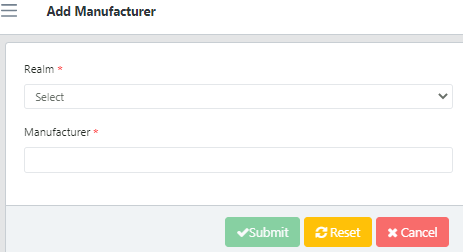 Add Manufacturer
Realm *
Select
Manufacturer *
Submit Reset Cancel